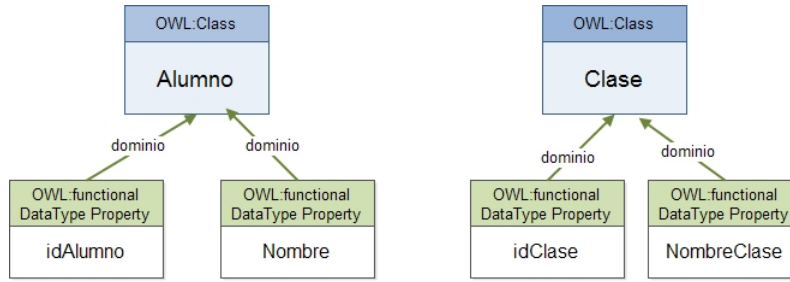 OWL:Class
Alumno
OWL:Class
Clase
dominio
dominio
dominio
dominio
OWL:functional
DataType Property
idAlumno
OWL:functional
DataType Property
Nombre
OWL:functional
DataType Property
idClase
OWL:functional
DataType Property
NombreClase